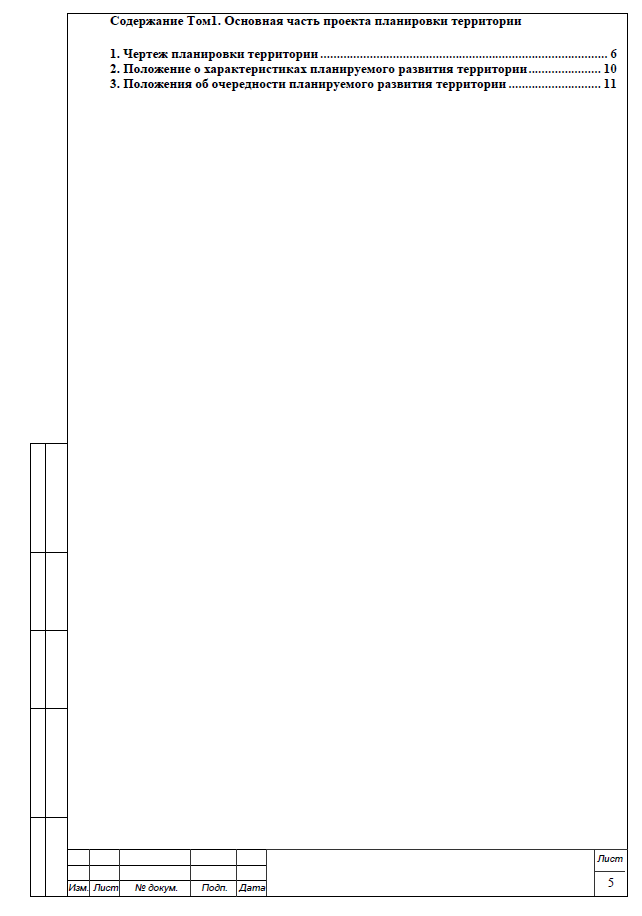 Содержание Том1. Основная часть проекта планировки территории
1. Чертеж планировки территории ........................................................................................ 6
2. Положение о характеристиках планируемого развития территории ...................... 10
3. Положения об очередности планируемого развития территории ............................ 11
Лист
5
Изм. Лист № докум. Подп. Дата